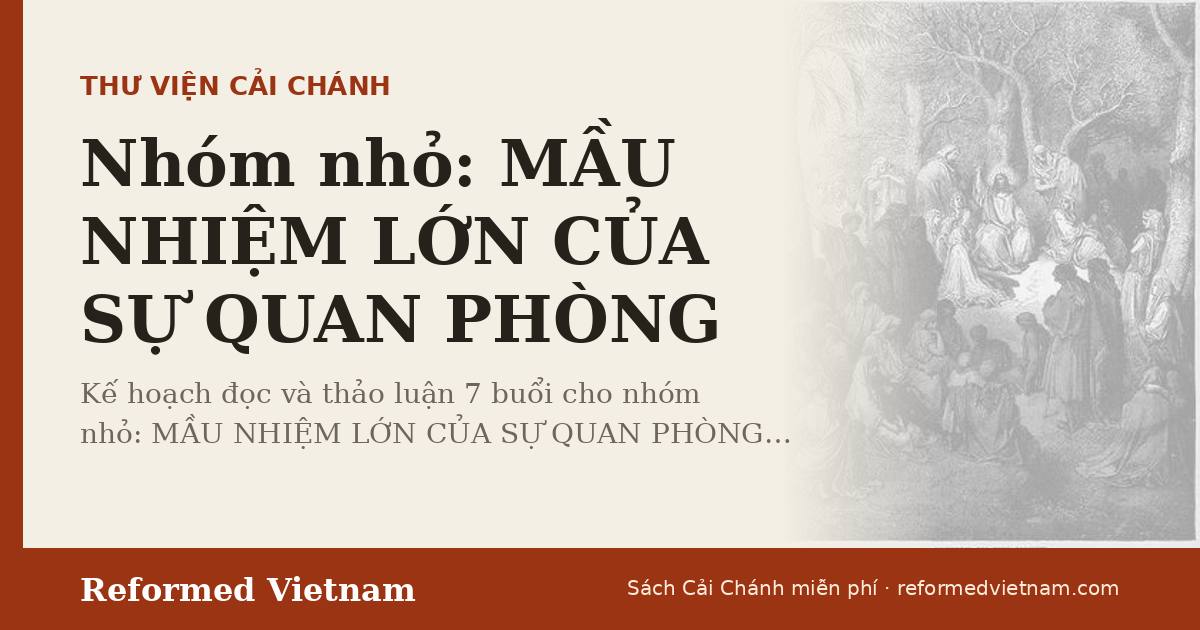 THƯ VIỆN CẢI CHÁNH
Nhóm nhỏ: MẦU
NHIỆM LỚN CỦA
SỰ QUAN PHÒNG
Kế hoạch đọc và thảo luận 7 buổi cho nhóm
nhỏ: MẦU NHIỆM LỚN CỦA SỰ QUAN PHÒNG...
Reformed Vietnam
Sách Cải Chánh miễn phí · reformedvietnam.com